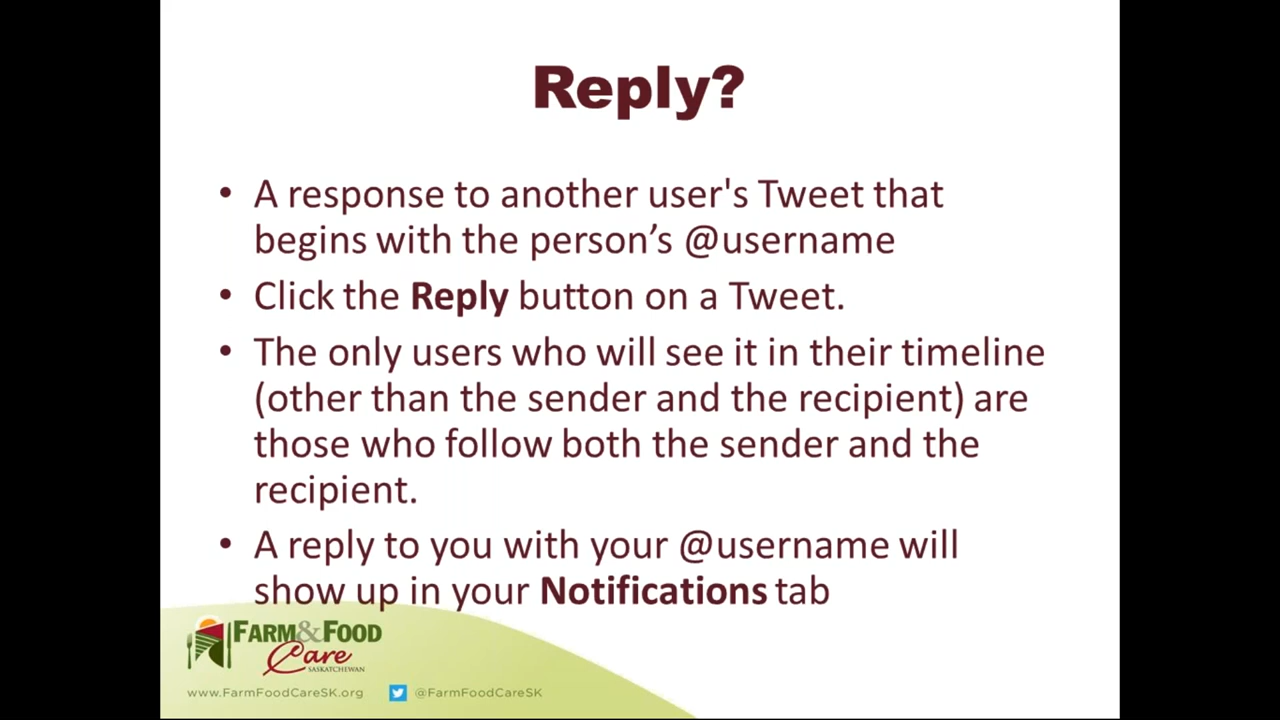 Reply?
• A response to another user's Tweet that
begins with the person’s @username
• Click the Reply button on a Tweet.
• The only users who will see it in their timeline
(other than the sender and the recipient) are
those who follow both the sender and the
recipient.
• A reply to you with your @username will
show up in your Notifications tab
FARM&FOOD
Care
SASKATCHEWAN
www.FarmFoodCareSK.org @FarmFoodCareSK